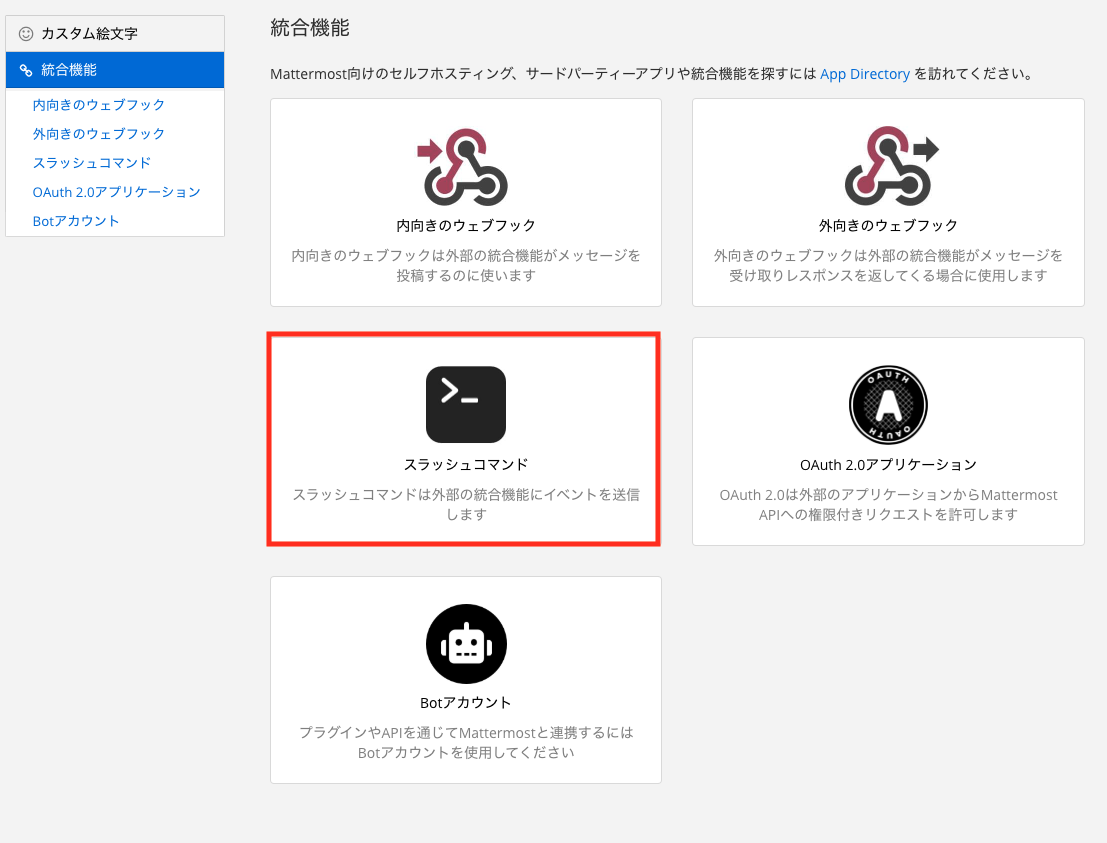 カスタム絵文字
統合機能
内向きのウェブフック
外向きのウェブフック
スラッシュコマンド
OAuth 2.0アプリケーション
Botアカウント
統合機能
Mattermost向けのセルフホスティング、サードパーティーアプリや統合機能を探すには App Directory を訪れてください。
内向きのウェブフック
内向きのウェブフックは外部の統合機能がメッセージを
投稿するのに使います
外向きのウェブフック
外向きのウェブフックは外部の統合機能がメッセージを
受け取りレスポンスを返してくる場合に使用します
スラッシュコマンド
スラッシュコマンドは外部の統合機能にイベントを送信
します
OAUTH
A
OAUTH
OAuth 2.0アプリケーション
OAuth 2.0は外部のアプリケーションからMattermost
APIへの権限付きリクエストを許可します
Botアカウント
プラグインやAPIを通じてMattermostと連携するには
Botアカウントを使用してください